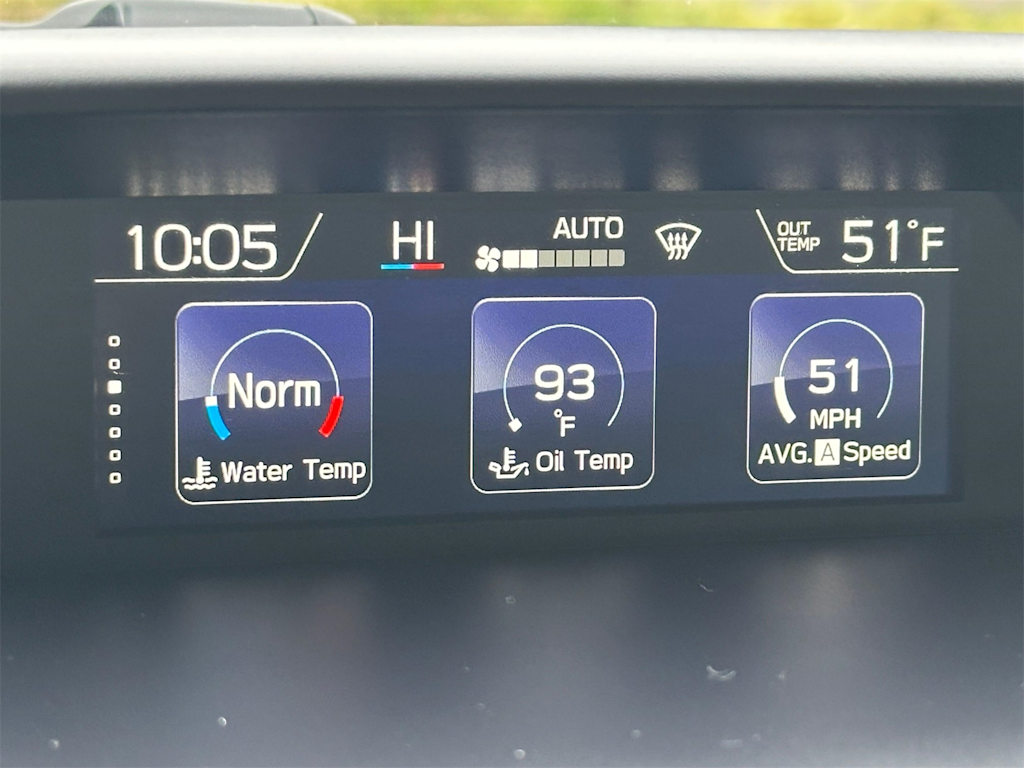 10:05
HI
AUTO
OUT
TEMP
51°F
Norm
Water Temp
93
°F
Oil Temp
51
MPH
AVG. A Speed